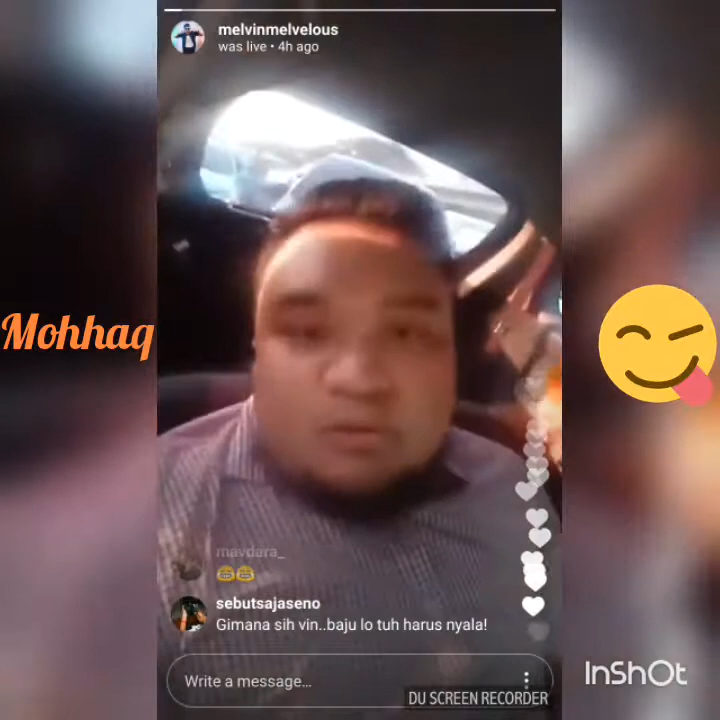 melvinmelvelous
was live • 4h ago
Mohhaq
mavdara_
😂😂
sebutsajaseno
Gimana sih vin..baju lo tuh harus nyala!
Write a message...
DU SCREEN RECORDER
InShOt